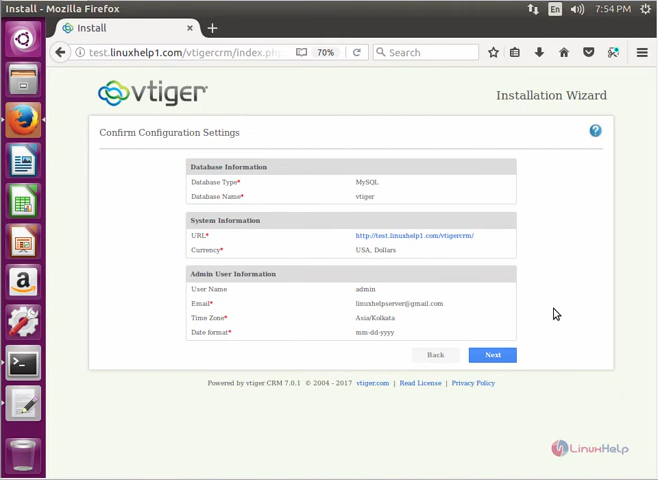 Install - Mozilla Firefox
En
7:54 PM
Install
test.linuxhelp1.com/vtigercrm/index.php
70%
Search
vtiger
Installation Wizard
Confirm Configuration Settings
?
Database Information
Database Type* MySQL
Database Name* vtiger
System Information
URL* http://test.linuxhelp1.com/vtigercrm/
Currency* USA, Dollars
Admin User Information
User Name admin
Email* linuxhelpserver@gmail.com
Time Zone* Asia/Kolkata
Date format* mm-dd-yyyy
Back Next
Powered by vtiger CRM 7.0.1 © 2004 - 2017 vtiger.com | Read License | Privacy Policy
LINUXHELP